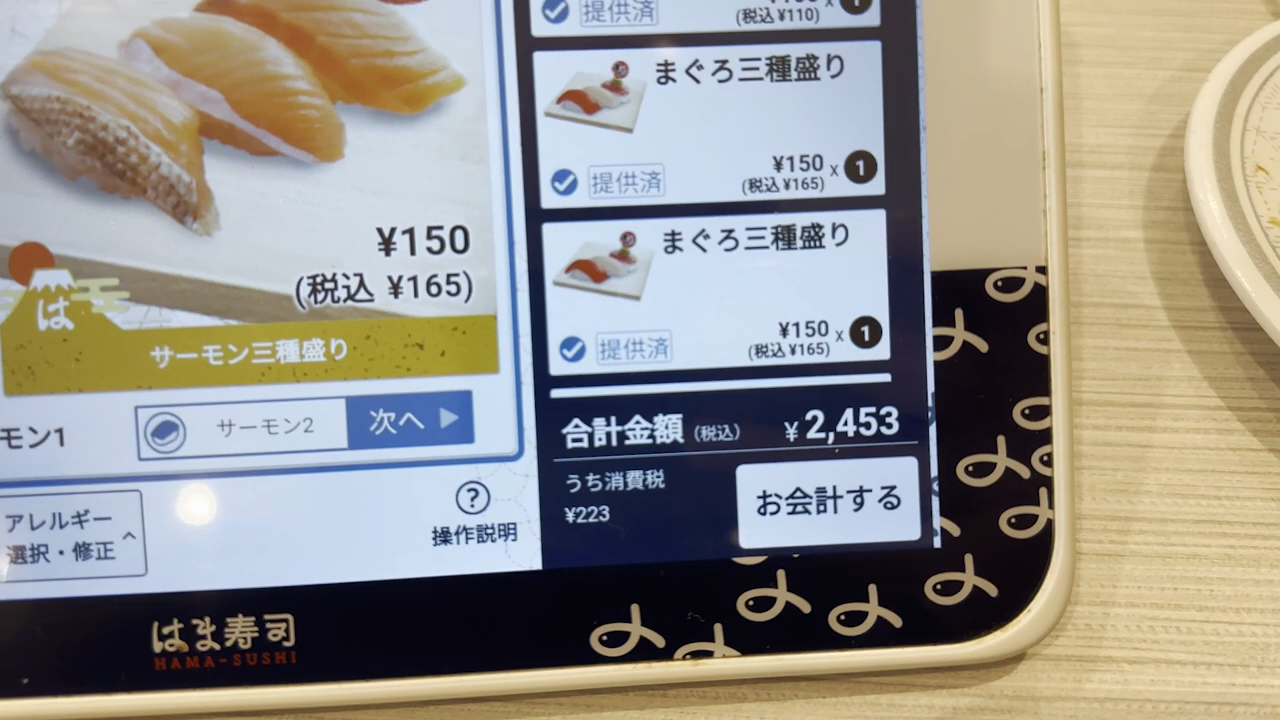 ¥150
(税込 ¥165)
は
サーモン三種盛り
モン1
サーモン2
次へ
アレルギー
選択・修正
?
操作説明
提供済
(税込 ¥110)
x 1
まぐろ三種盛り
提供済
¥150
(税込 ¥165)
x 1
まぐろ三種盛り
提供済
¥150
(税込 ¥165)
x 1
合計金額 (税込) ¥2,453
うち消費税
¥223
お会計する
はま寿司
HAMA-SUSHI